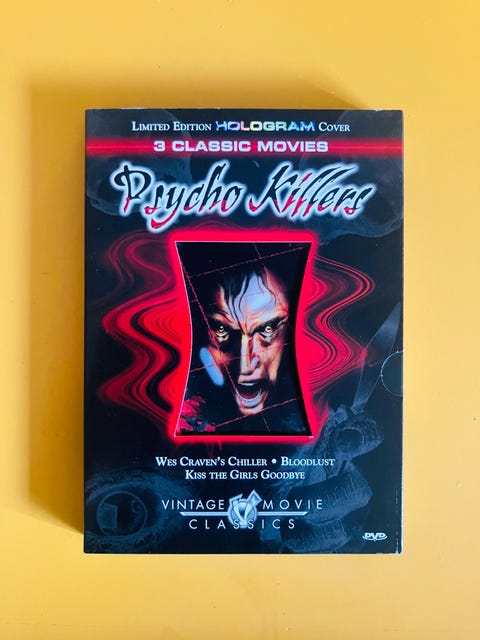 Limited Edition HOLOGRAM Cover
3 CLASSIC MOVIES
Psycho Killers
Wes Craven's Chiller • Bloodlust
Kiss the Girls Goodbye
VINTAGE V MOVIE
CLASSICS
DVD